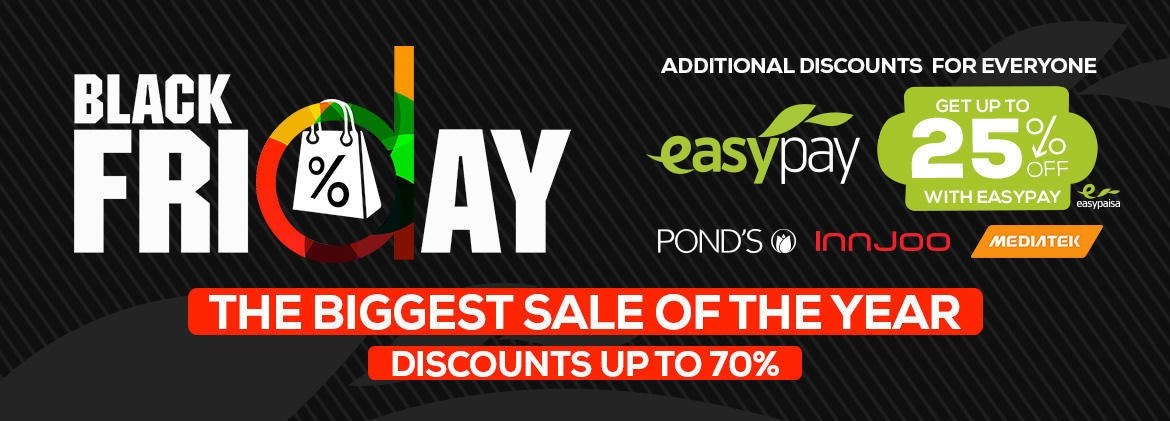 BLACK
FRIDAY
%
ADDITIONAL DISCOUNTS FOR EVERYONE
easypay
GET UP TO
25% OFF
WITH EASYPAY
easypaisa
POND'S InnJoo MEDIATEK
THE BIGGEST SALE OF THE YEAR
DISCOUNTS UP TO 70%